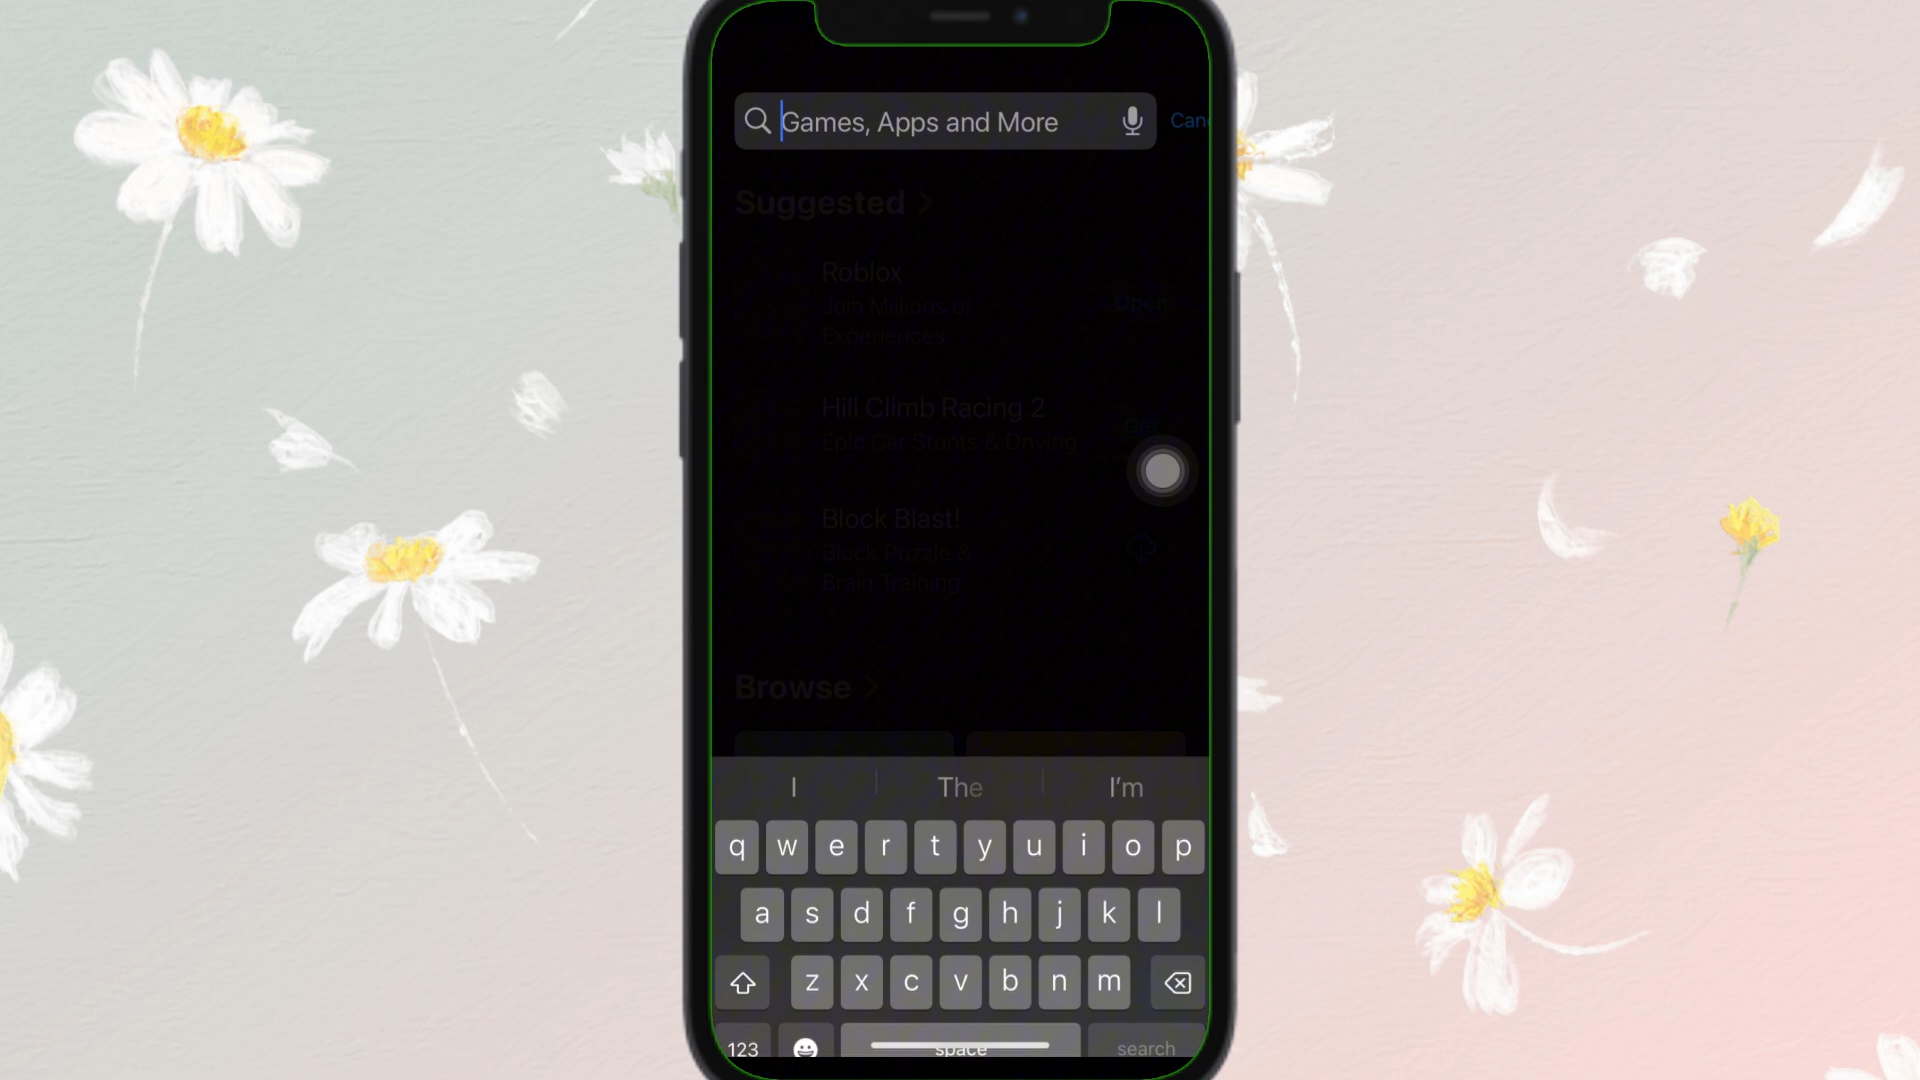 Games, Apps and More
Canc
Suggested
Roblox
Join Millions of
Experiences
Open
Hill Climb Racing 2
Epic Car Stunts & Driving
Get
Block Blast!
Block Puzzle &
Brain Training
Browse
I The I'm
q w e r t y u i o p
a s d f g h j k l
z x c v b n m
123 space search